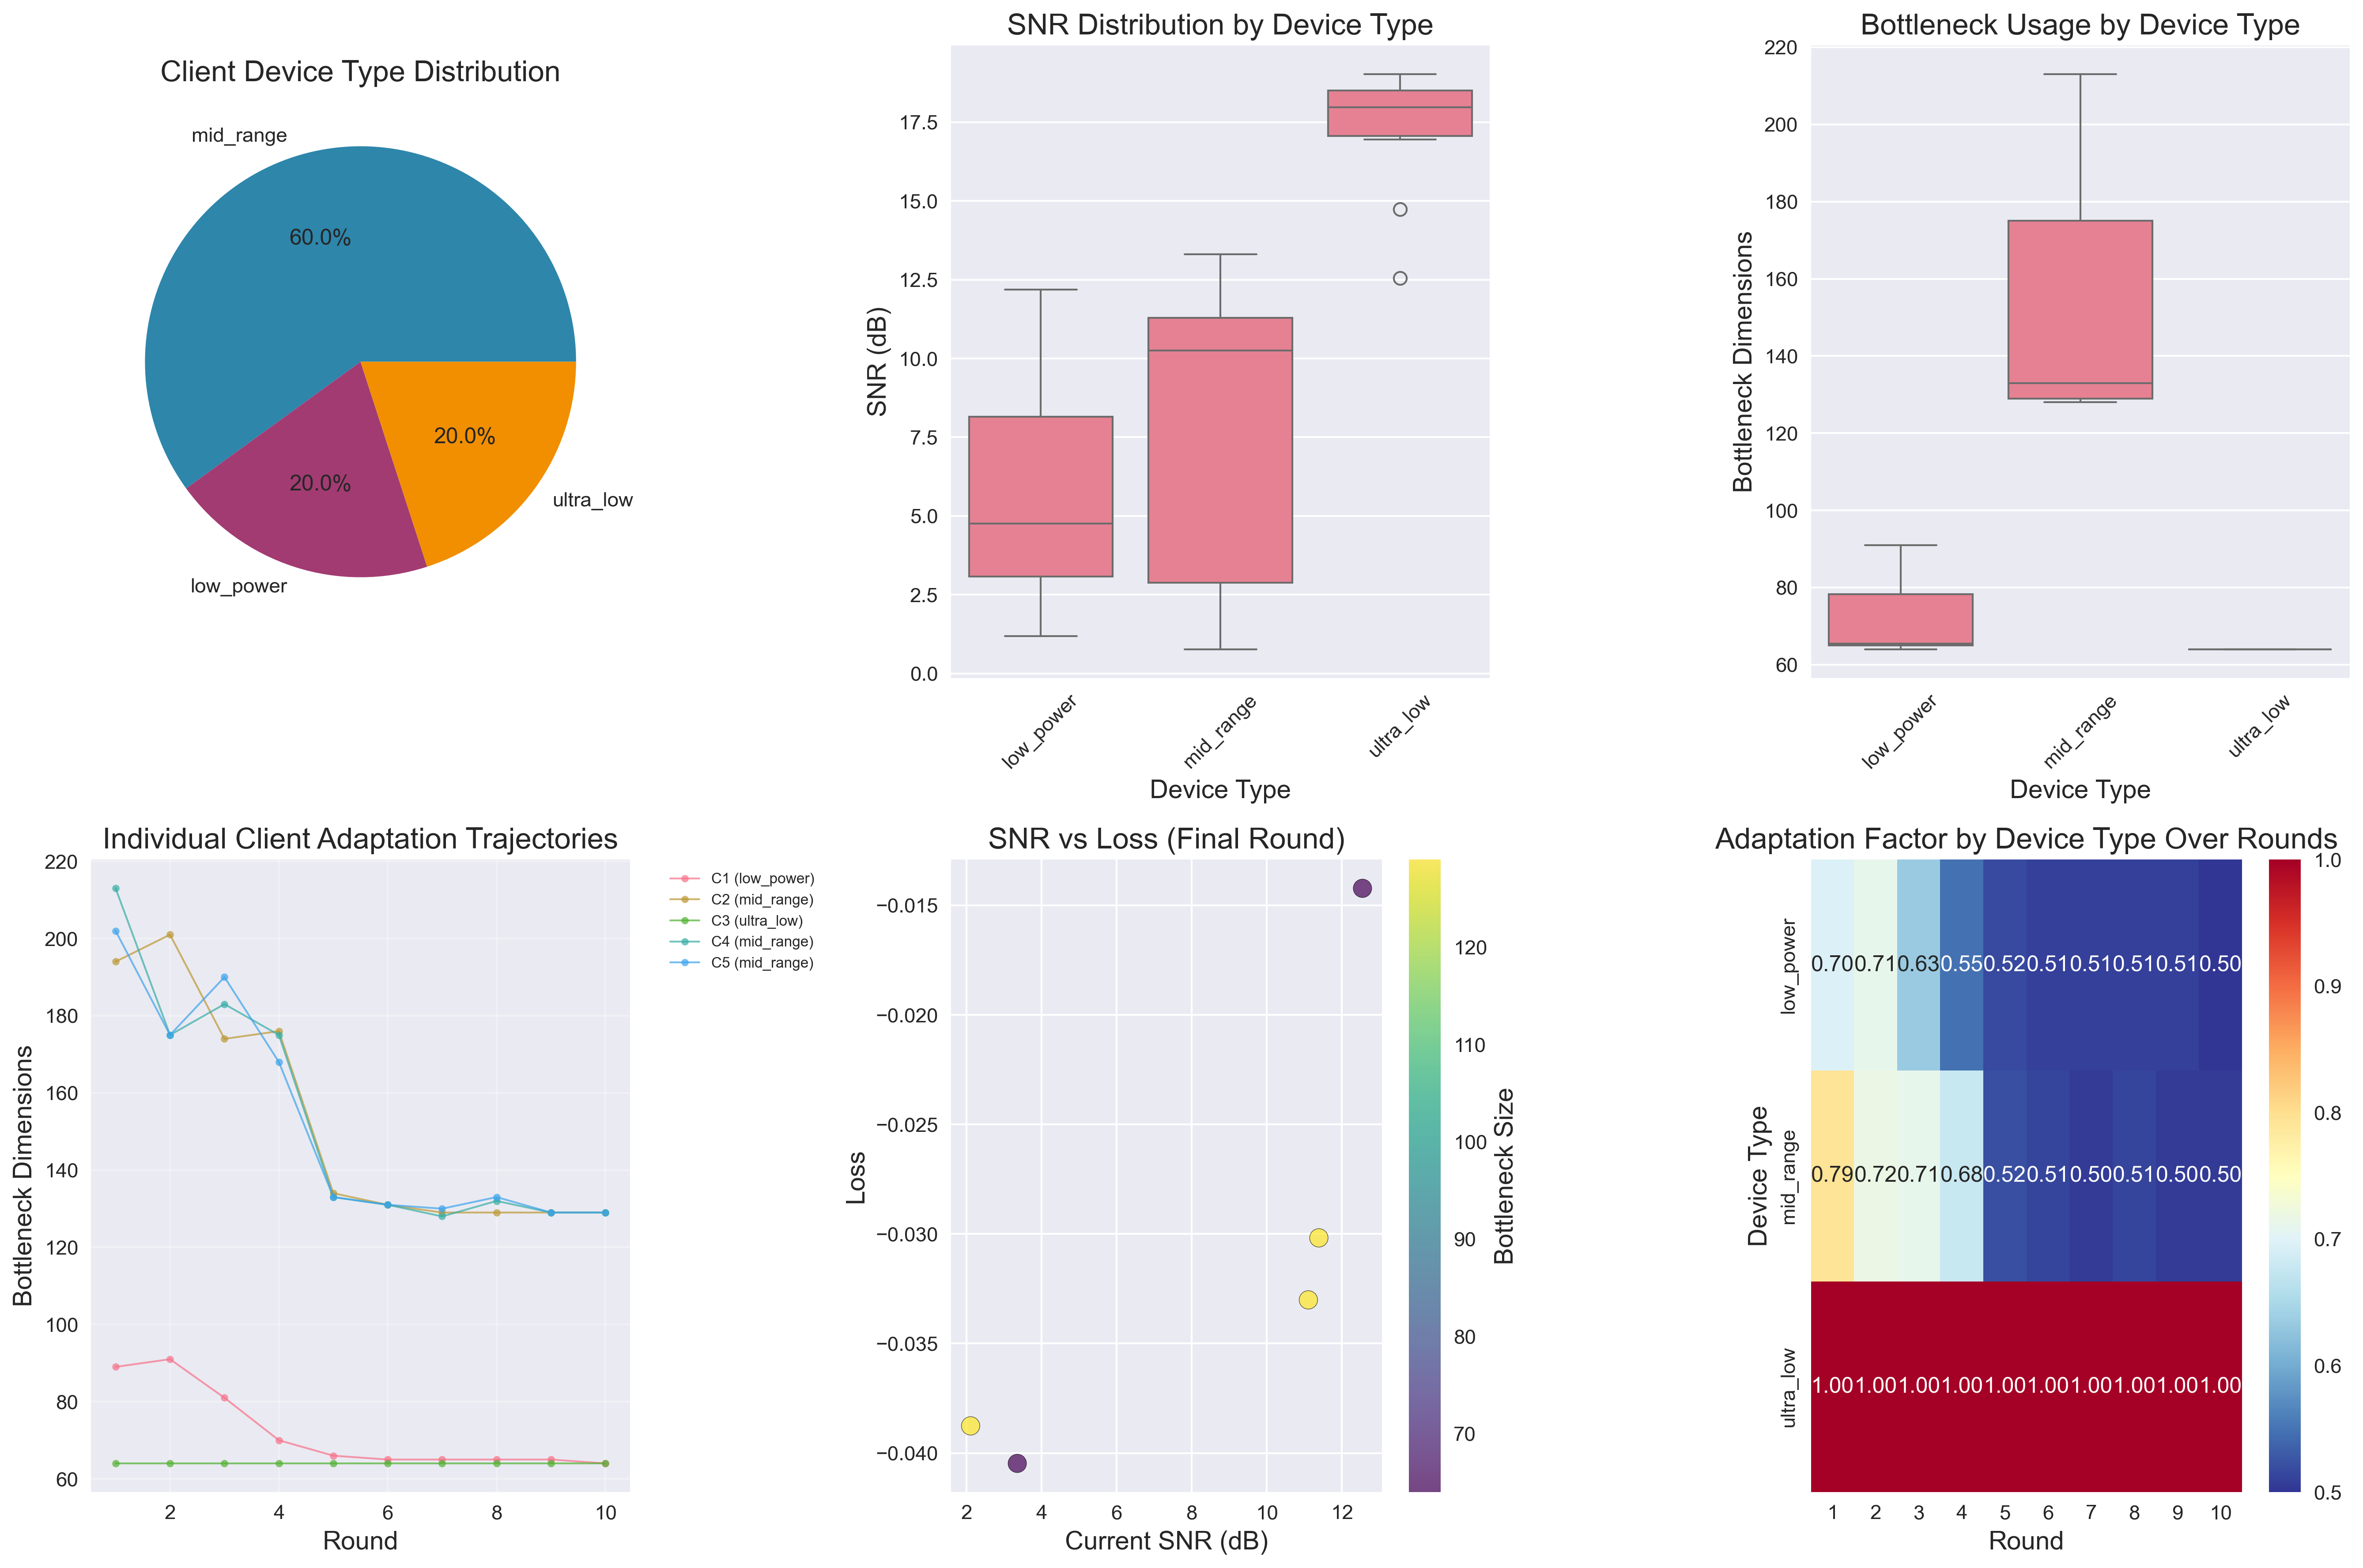 Client Device Type Distribution
mid_range
60.0%
20.0%
20.0%
ultra_low
low_power
SNR Distribution by Device Type
SNR (dB)
17.5
15.0
12.5
10.0
7.5
5.0
2.5
0.0
low_power
mid_range
ultra_low
Device Type
Bottleneck Usage by Device Type
Bottleneck Dimensions
220
200
180
160
140
120
100
80
60
low_power
mid_range
ultra_low
Device Type
Individual Client Adaptation Trajectories
Bottleneck Dimensions
220
200
180
160
140
120
100
80
60
2 4 6 8 10
Round
C1 (low_power)
C2 (mid_range)
C3 (ultra_low)
C4 (mid_range)
C5 (mid_range)
SNR vs Loss (Final Round)
Loss
−0.015
−0.020
−0.025
−0.030
−0.035
−0.040
2 4 6 8 10 12
Current SNR (dB)
120
110
100
90
80
70
Bottleneck Size
Adaptation Factor by Device Type Over Rounds
Device Type
low_power
0.70 0.71 0.63 0.55 0.52 0.51 0.51 0.51 0.51 0.50
mid_range
0.79 0.72 0.71 0.68 0.52 0.51 0.50 0.51 0.50 0.50
ultra_low
1.00 1.00 1.00 1.00 1.00 1.00 1.00 1.00 1.00 1.00
1 2 3 4 5 6 7 8 9 10
Round
1.0
0.9
0.8
0.7
0.6
0.5